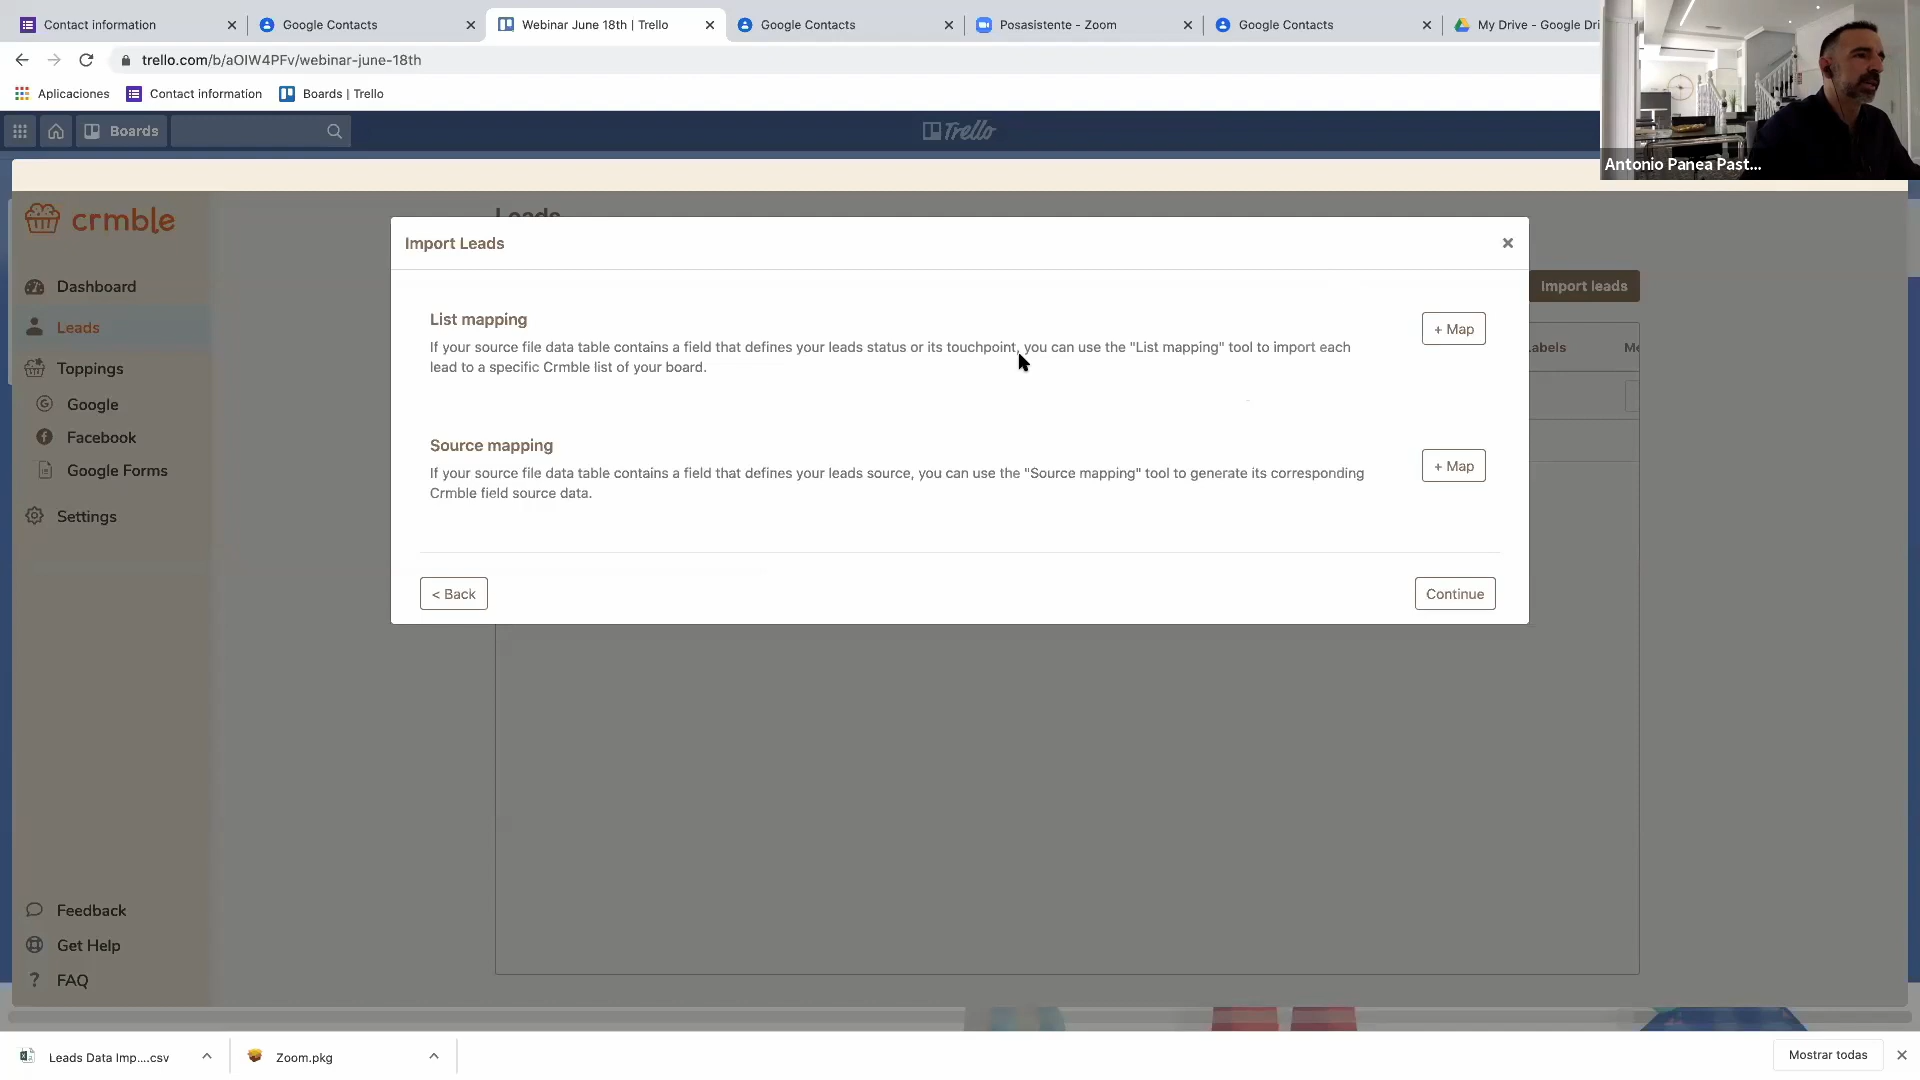 Contact information
Google Contacts
Webinar June 18th | Trello
Google Contacts
Posasistente - Zoom
Google Contacts
My Drive - Google Dri
trello.com/b/aOIW4PFv/webinar-june-18th
Aplicaciones
Contact information
Boards | Trello
Boards
Trello
Antonio Panea Past...
crmble
Leads
Import Leads
Dashboard
Import leads
Leads
List mapping
+ Map
If your source file data table contains a field that defines your leads status or its touchpoint, you can use the "List mapping" tool to import each
lead to a specific Crmble list of your board.
abels
Me
Toppings
Google
Facebook
Google Forms
Source mapping
+ Map
If your source file data table contains a field that defines your leads source, you can use the "Source mapping" tool to generate its corresponding
Crmble field source data.
Settings
< Back
Continue
Feedback
Get Help
? FAQ
Leads Data Imp....csv
Zoom.pkg
Mostrar todas